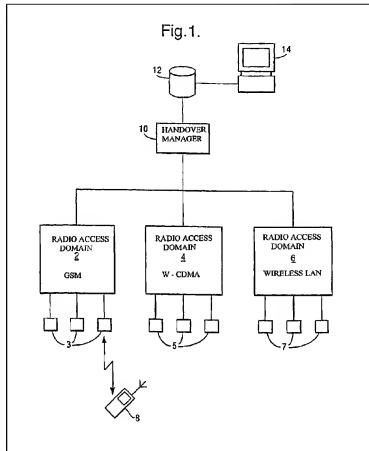 Fig.1.
12
14
10
HANDOVER
MANAGER
RADIO ACCESS
DOMAIN
2
GSM
RADIO ACCESS
DOMAIN
4
W - CDMA
RADIO ACCESS
DOMAIN
6
WIRELESS LAN
3
5
7
8